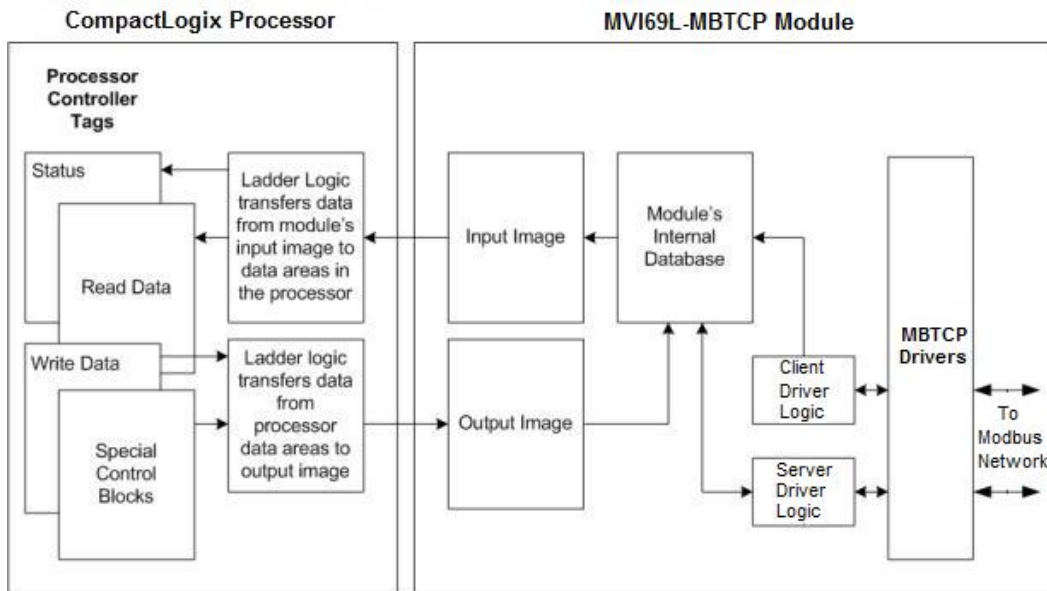 CompactLogix Processor
MVI69L-MBTCP Module
Processor
Controller
Tags
Status
Read Data
Ladder Logic
transfers data
from module's
input image to
data areas in
the processor
Input Image
Module's
Internal
Database
MBTCP
Drivers
Write Data
Special
Control
Blocks
Ladder logic
transfers data
from
processor
data areas to
output image
Output Image
Client
Driver
Logic
Server
Driver
Logic
To
Modbus
Network